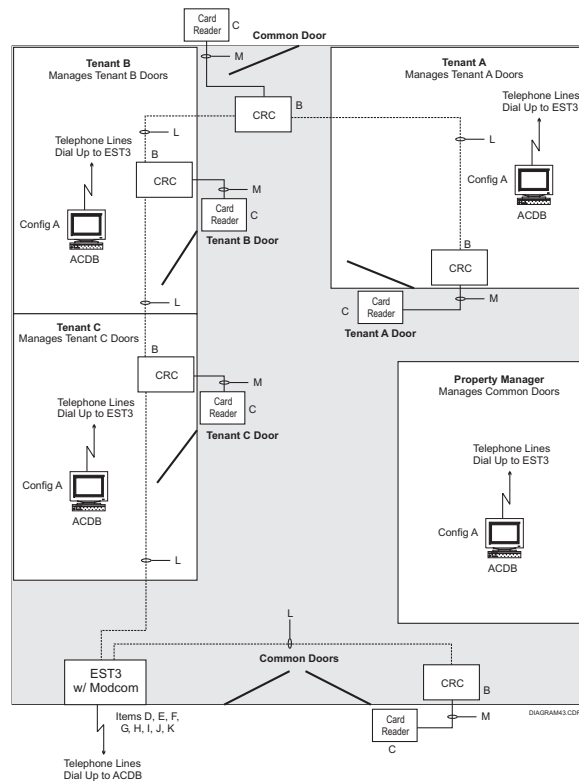 Card
Reader
C
Common Door
M
Tenant B
Manages Tenant B Doors
Tenant A
Manages Tenant A Doors
CRC
B
L
L
Telephone Lines
Dial Up to EST3
Telephone Lines
Dial Up to EST3
B
CRC
M
Config A
ACDB
Card
Reader
C
Tenant B Door
Config A
ACDB
B
CRC
L
M
C
Card
Reader
Tenant A Door
Tenant C
Manages Tenant C Doors
B
CRC
M
Card
Reader
C
Tenant C Door
Telephone Lines
Dial Up to EST3
Config A
ACDB
L
Property Manager
Manages Common Doors
Telephone Lines
Dial Up to EST3
Config A
ACDB
L
Common Doors
EST3
w/ Modcom
CRC
B
M
Card
Reader
C
Items D, E, F,
G, H, I, J, K
Telephone Lines
Dial Up to ACDB
DIAGRAM43.CDR